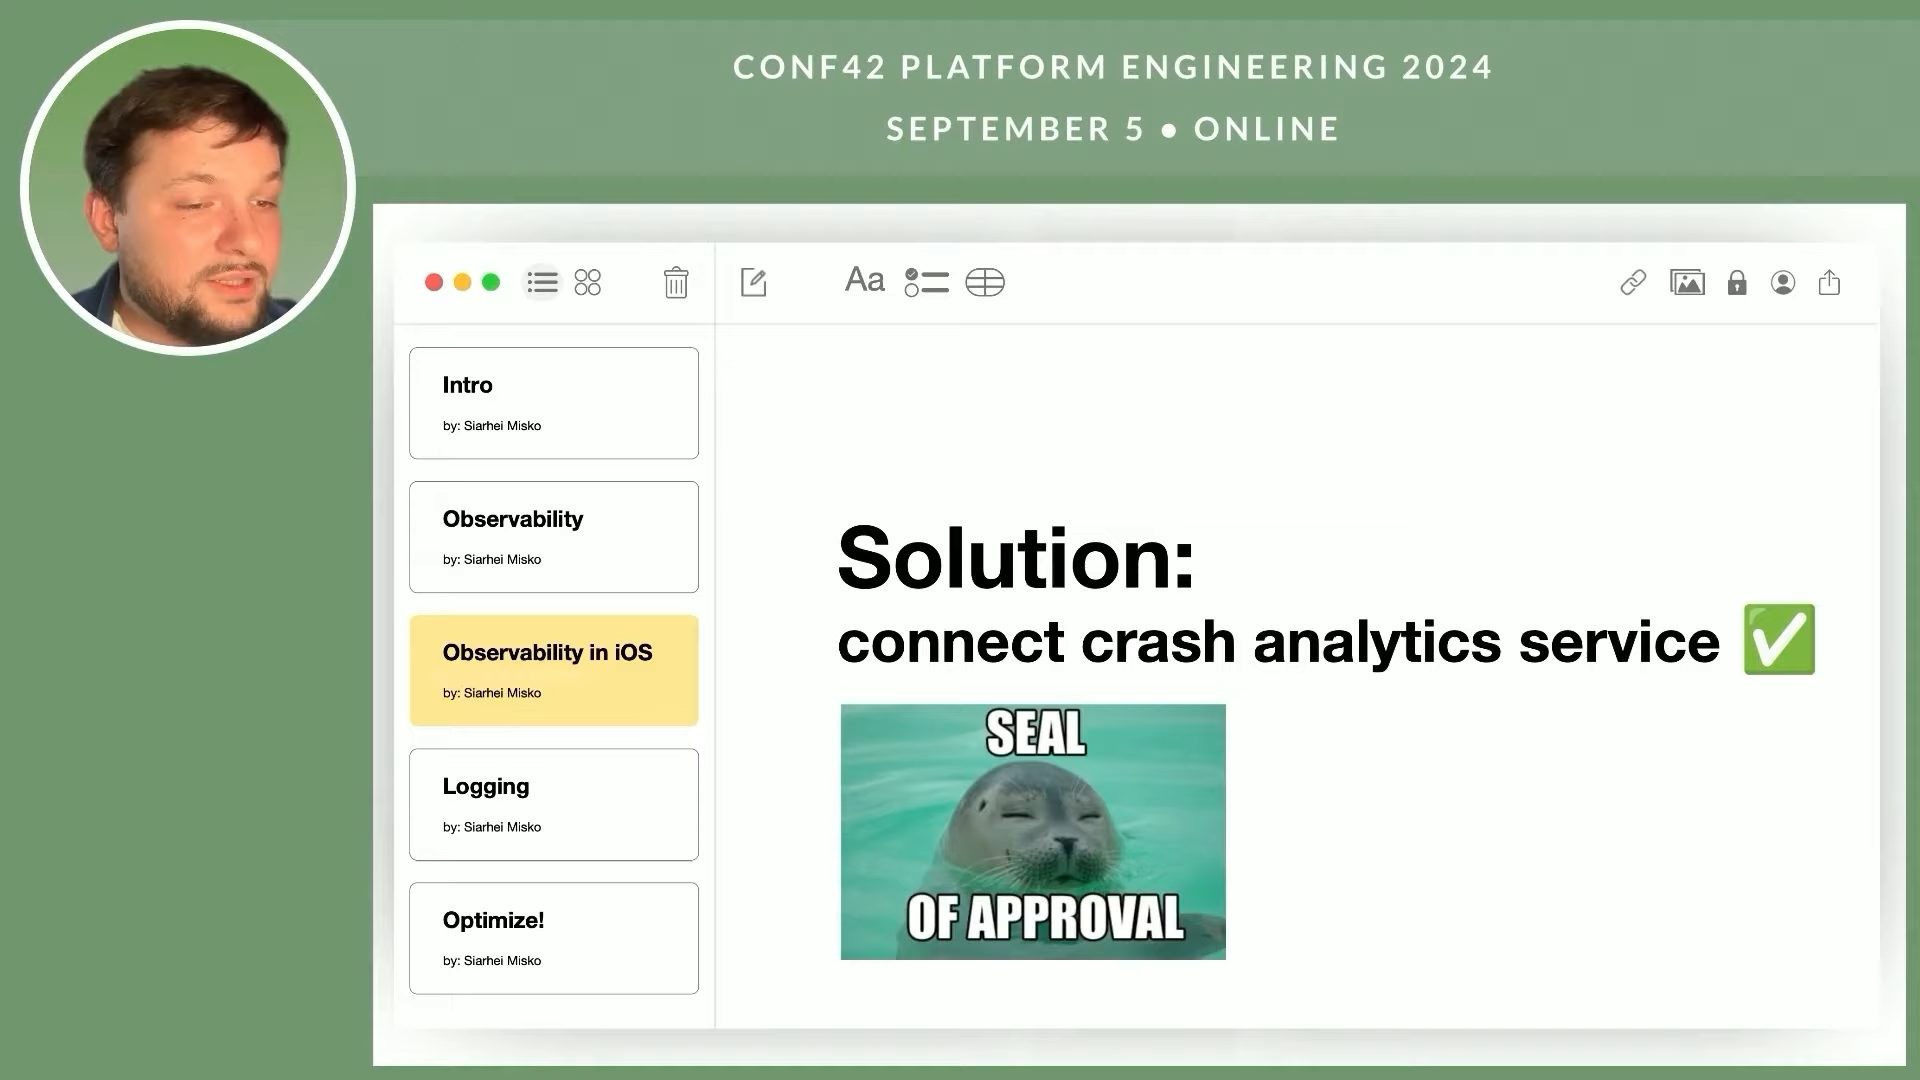 CONF42 PLATFORM ENGINEERING 2024
SEPTEMBER 5 • ONLINE
Aa
Intro
by: Siarhei Misko
Observability
by: Siarhei Misko
Observability in iOS
by: Siarhei Misko
Logging
by: Siarhei Misko
Optimize!
by: Siarhei Misko
Solution:
connect crash analytics service ✅
SEAL
OF APPROVAL